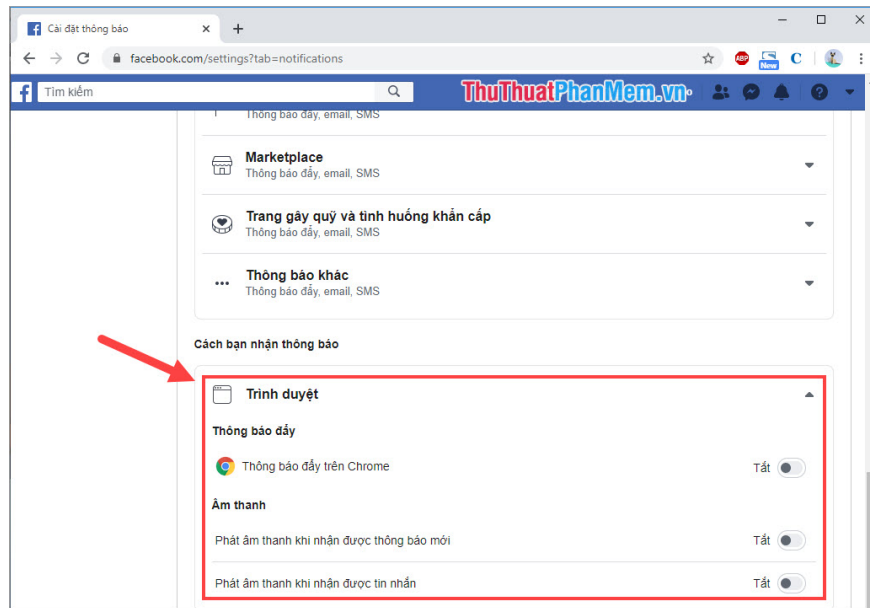 Cài đặt thông báo
facebook.com/settings?tab=notifications
ABP
New
C
f Tìm kiếm
ThuThuatPhanMem.vn
Thông báo đẩy, email, SMS
Marketplace
Thông báo đẩy, email, SMS
Trang gây quỹ và tình huống khẩn cấp
Thông báo đẩy, email, SMS
Thông báo khác
Thông báo đẩy, email, SMS
Cách bạn nhận thông báo
Trình duyệt
Thông báo đẩy
Thông báo đẩy trên Chrome Tắt
Âm thanh
Phát âm thanh khi nhận được thông báo mới Tắt
Phát âm thanh khi nhận được tin nhắn Tắt